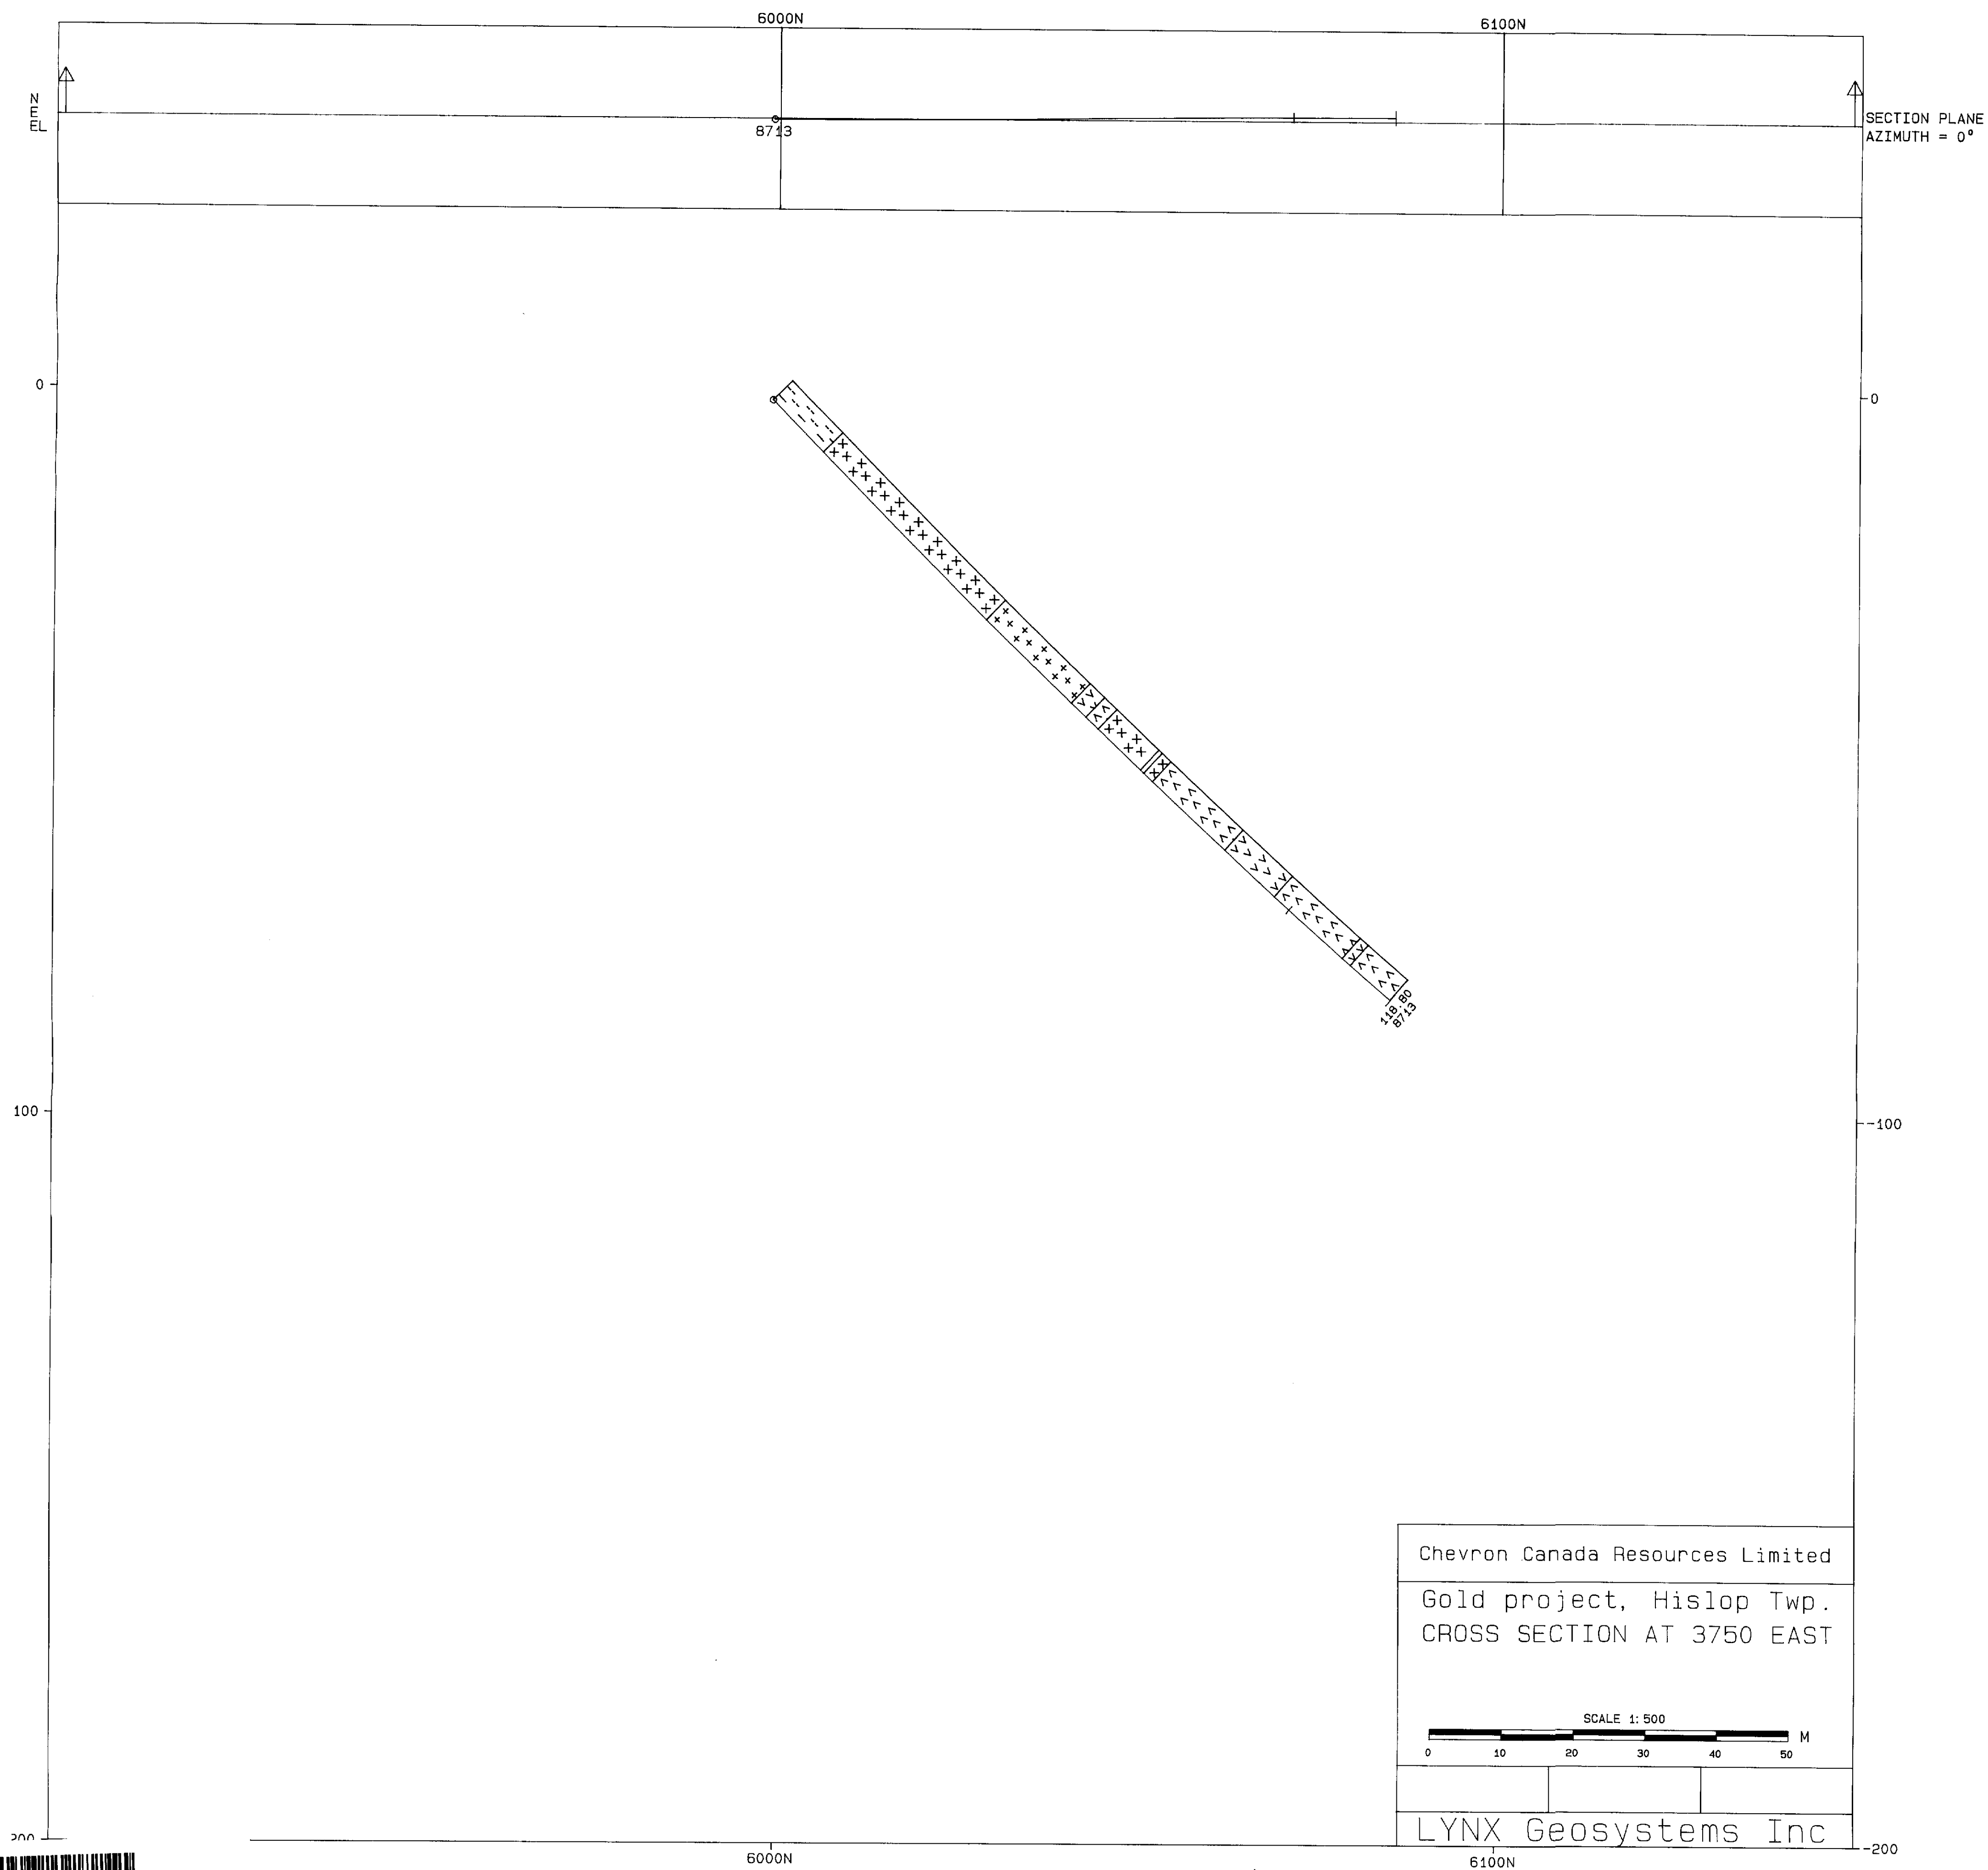 6000N
6100N
N
E
EL
8713
SECTION PLANE
AZIMUTH = 0°
0
0
118.80
8713
100
-100
Chevron Canada Resources Limited
Gold project, Hislop Twp.
CROSS SECTION AT 3750 EAST
SCALE 1:500
M
0 10 20 30 40 50
LYNX Geosystems Inc
-200
6000N
6100N